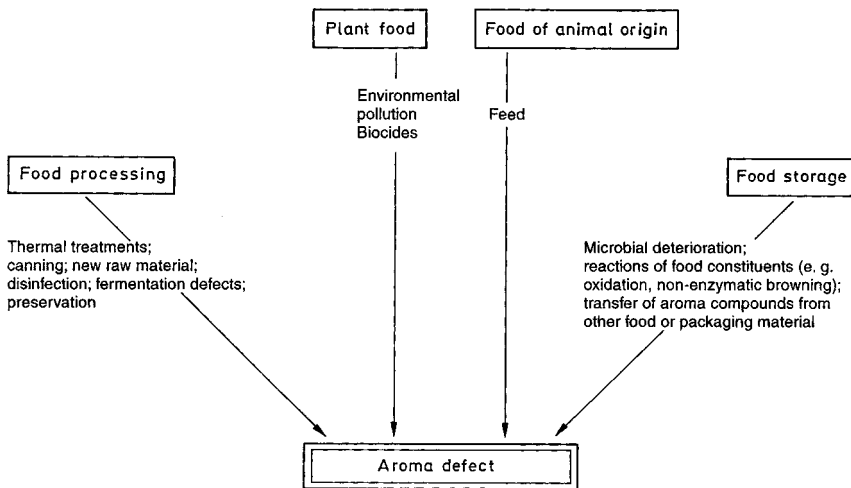 Plant food
Food of animal origin
Environmental
pollution
Biocides
Feed
Food processing
Food storage
Thermal treatments;
canning; new raw material;
disinfection; fermentation defects;
preservation
Microbial deterioration;
reactions of food constituents (e. g.
oxidation, non-enzymatic browning);
transfer of aroma compounds from
other food or packaging material
Aroma defect